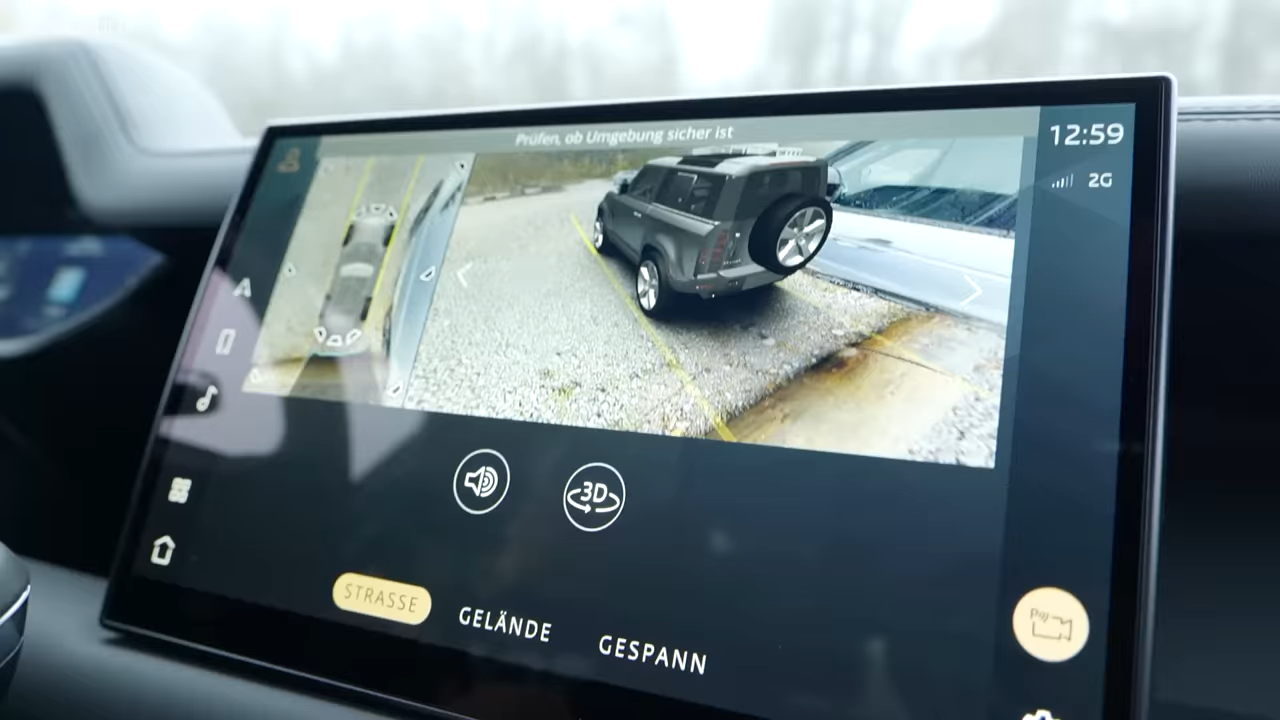 Prüfen, ob Umgebung sicher ist
12:59
2G
3D
STRASSE
GELÄNDE
GESPANN